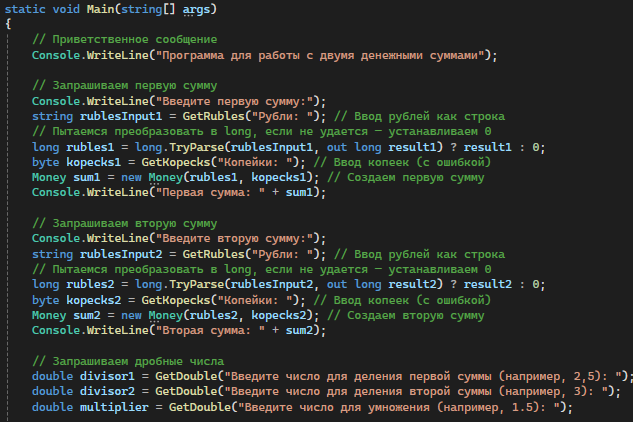 static void Main(string[] args)
{
// Приветственное сообщение
Console.WriteLine("Программа для работы с двумя денежными суммами");
// Запрашиваем первую сумму
Console.WriteLine("Введите первую сумму:");
string rublesInput1 = GetRubles("Рубли: "); // Ввод рублей как строка
// Пытаемся преобразовать в long, если не удается — устанавливаем 0
long rubles1 = long.TryParse(rublesInput1, out long result1) ? result1 : 0;
byte kopecks1 = GetKopecks("Копейки: "); // Ввод копеек (с ошибкой)
Money sum1 = new Money(rubles1, kopecks1); // Создаем первую сумму
Console.WriteLine("Первая сумма: " + sum1);
// Запрашиваем вторую сумму
Console.WriteLine("Введите вторую сумму:");
string rublesInput2 = GetRubles("Рубли: "); // Ввод рублей как строка
// Пытаемся преобразовать в long, если не удается — устанавливаем 0
long rubles2 = long.TryParse(rublesInput2, out long result2) ? result2 : 0;
byte kopecks2 = GetKopecks("Копейки: "); // Ввод копеек (с ошибкой)
Money sum2 = new Money(rubles2, kopecks2); // Создаем вторую сумму
Console.WriteLine("Вторая сумма: " + sum2);
// Запрашиваем дробные числа
double divisor1 = GetDouble("Введите число для деления первой суммы (например, 2,5): ");
double divisor2 = GetDouble("Введите число для деления второй суммы (например, 3): ");
double multiplier = GetDouble("Введите число для умножения (например, 1.5): ");